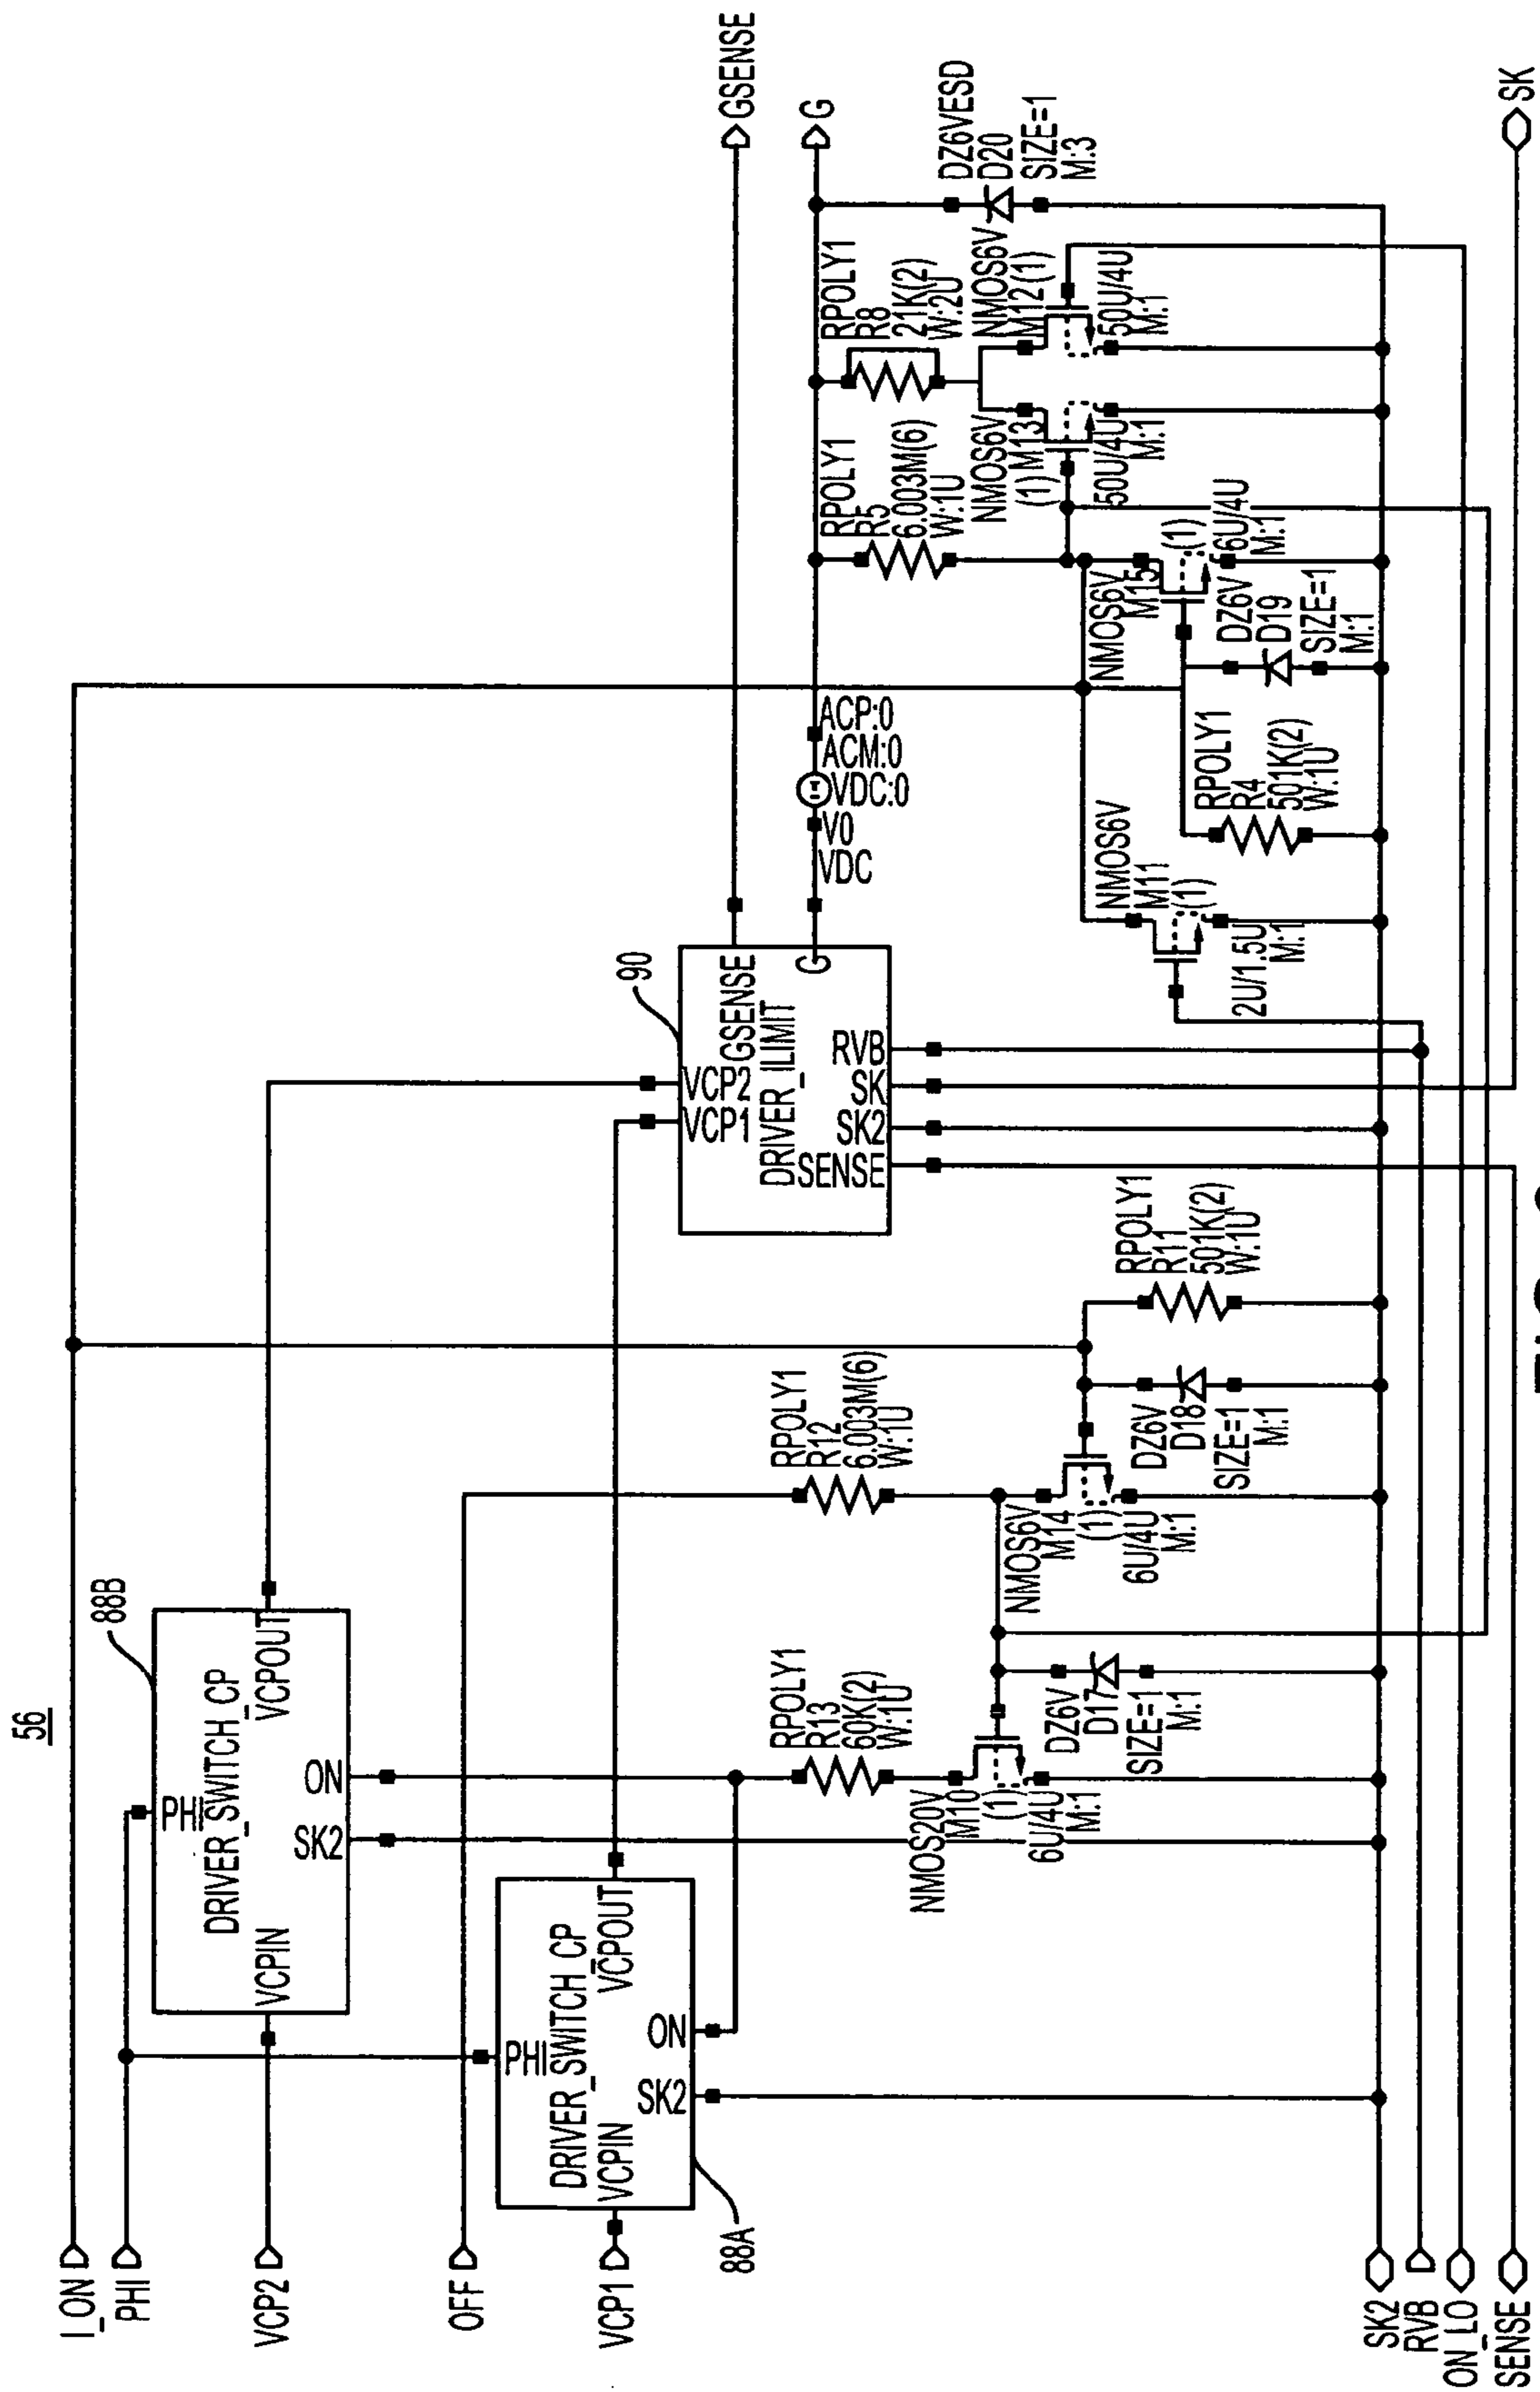 56
I_ON
PHI
VCP2
OFF
VCP1
SK2
RVB
ON_LO
SENSE
88B
PHI
DRIVER_SWITCH_CP
VCPIN
VCPOUT
SK2
ON
88A
PHI
DRIVER_SWITCH_CP
VCPIN
VCPOUT
SK2
ON
RPOLY1
R13
60K(2)
W:1U
NMOS20V
M10
(1)
6U/4U
M:1
DZ6V
D17
SIZE=1
M:1
RPOLY1
R12
6.003M(6)
W:1U
NMOS6V
M14
(1)
6U/4U
M:1
DZ6V
D18
SIZE=1
M:1
RPOLY1
R11
501K(2)
W:1U
90
VCP1
VCP2
GSENSE
DRIVER_ILIMIT
G
SENSE
SK2
SK
RVB
ACP:0
ACM:0
VDC:0
V0
VDC
NMOS6V
M11
(1)
2U/1.5U
M:1
RPOLY1
R4
501K(2)
W:1U
NMOS6V
M15
(1)
6U/4U
M:1
DZ6V
D19
SIZE=1
M:1
RPOLY1
R5
6.003M(6)
W:1U
RPOLY1
R8
21K(2)
W:2U
NMOS6V
M13
(1)
50U/4U
M:1
NMOS6V
M12(1)
50U/4U
M:1
DZ6VESD
D20
SIZE=1
M:3
GSENSE
G
SK